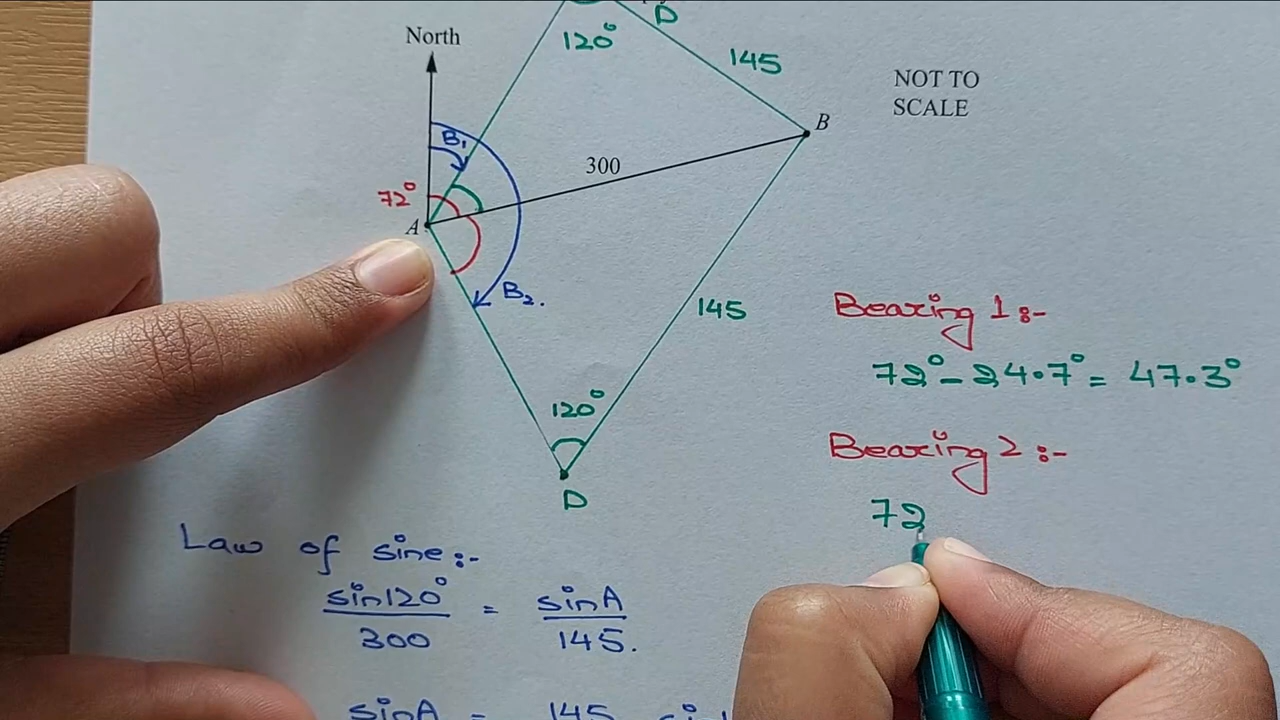 D
120°
145
North
NOT TO
SCALE
B
B₁
300
72°
A
B₂.
145
Bearing 1:-
72° - 24.7° = 47.3°
120°
Bearing 2:-
D
72
Law of sine:-
sin120° / 300 = sinA / 145.
sinA = 145